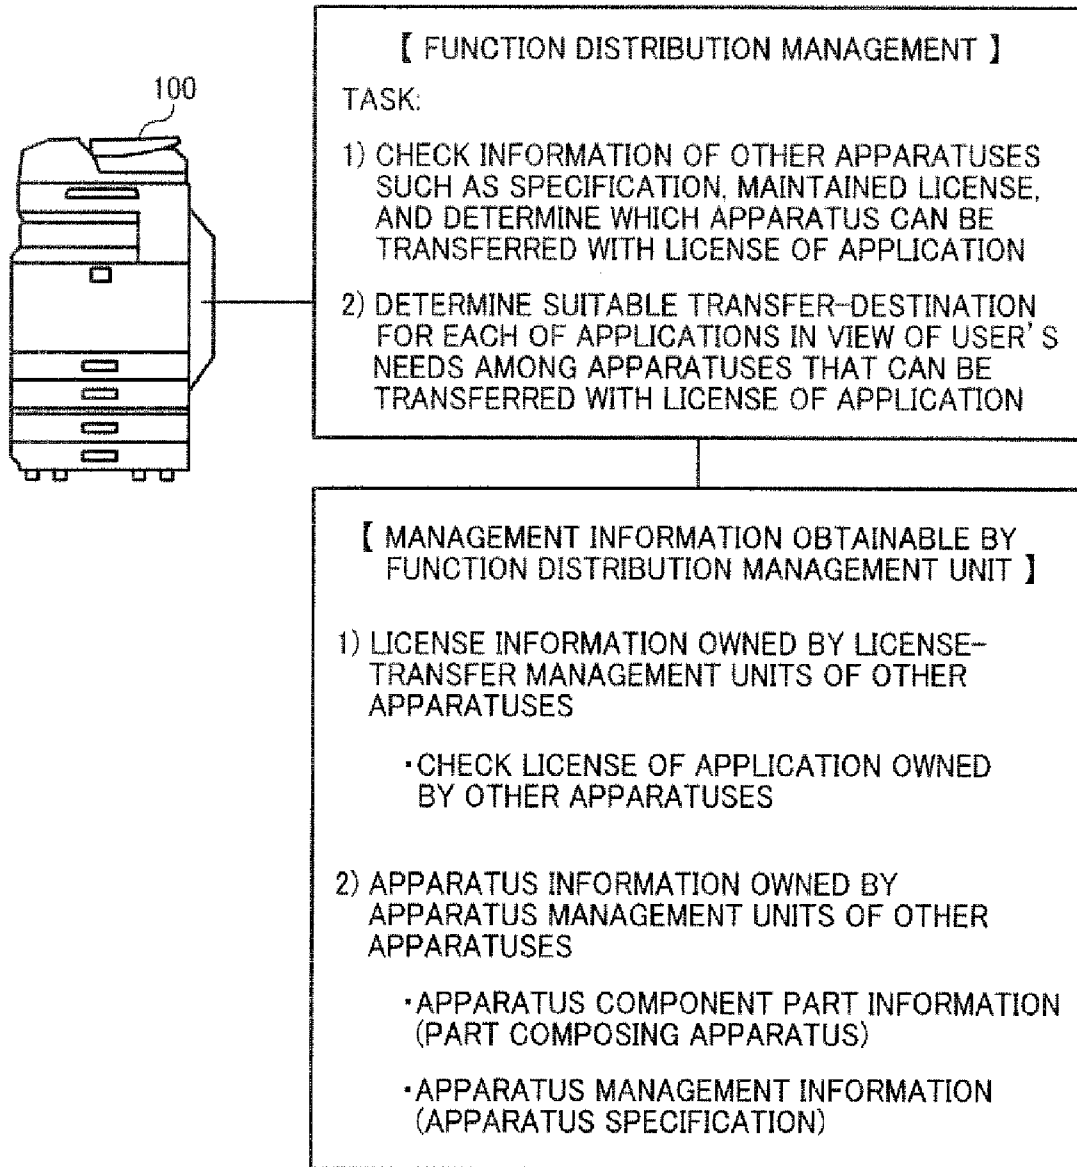 100
【 FUNCTION DISTRIBUTION MANAGEMENT 】
TASK:
1) CHECK INFORMATION OF OTHER APPARATUSES
SUCH AS SPECIFICATION, MAINTAINED LICENSE,
AND DETERMINE WHICH APPARATUS CAN BE
TRANSFERRED WITH LICENSE OF APPLICATION
2) DETERMINE SUITABLE TRANSFER-DESTINATION
FOR EACH OF APPLICATIONS IN VIEW OF USER'S
NEEDS AMONG APPARATUSES THAT CAN BE
TRANSFERRED WITH LICENSE OF APPLICATION
【 MANAGEMENT INFORMATION OBTAINABLE BY
FUNCTION DISTRIBUTION MANAGEMENT UNIT 】
1) LICENSE INFORMATION OWNED BY LICENSE-
TRANSFER MANAGEMENT UNITS OF OTHER
APPARATUSES
・CHECK LICENSE OF APPLICATION OWNED
BY OTHER APPARATUSES
2) APPARATUS INFORMATION OWNED BY
APPARATUS MANAGEMENT UNITS OF OTHER
APPARATUSES
・APPARATUS COMPONENT PART INFORMATION
(PART COMPOSING APPARATUS)
・APPARATUS MANAGEMENT INFORMATION
(APPARATUS SPECIFICATION)